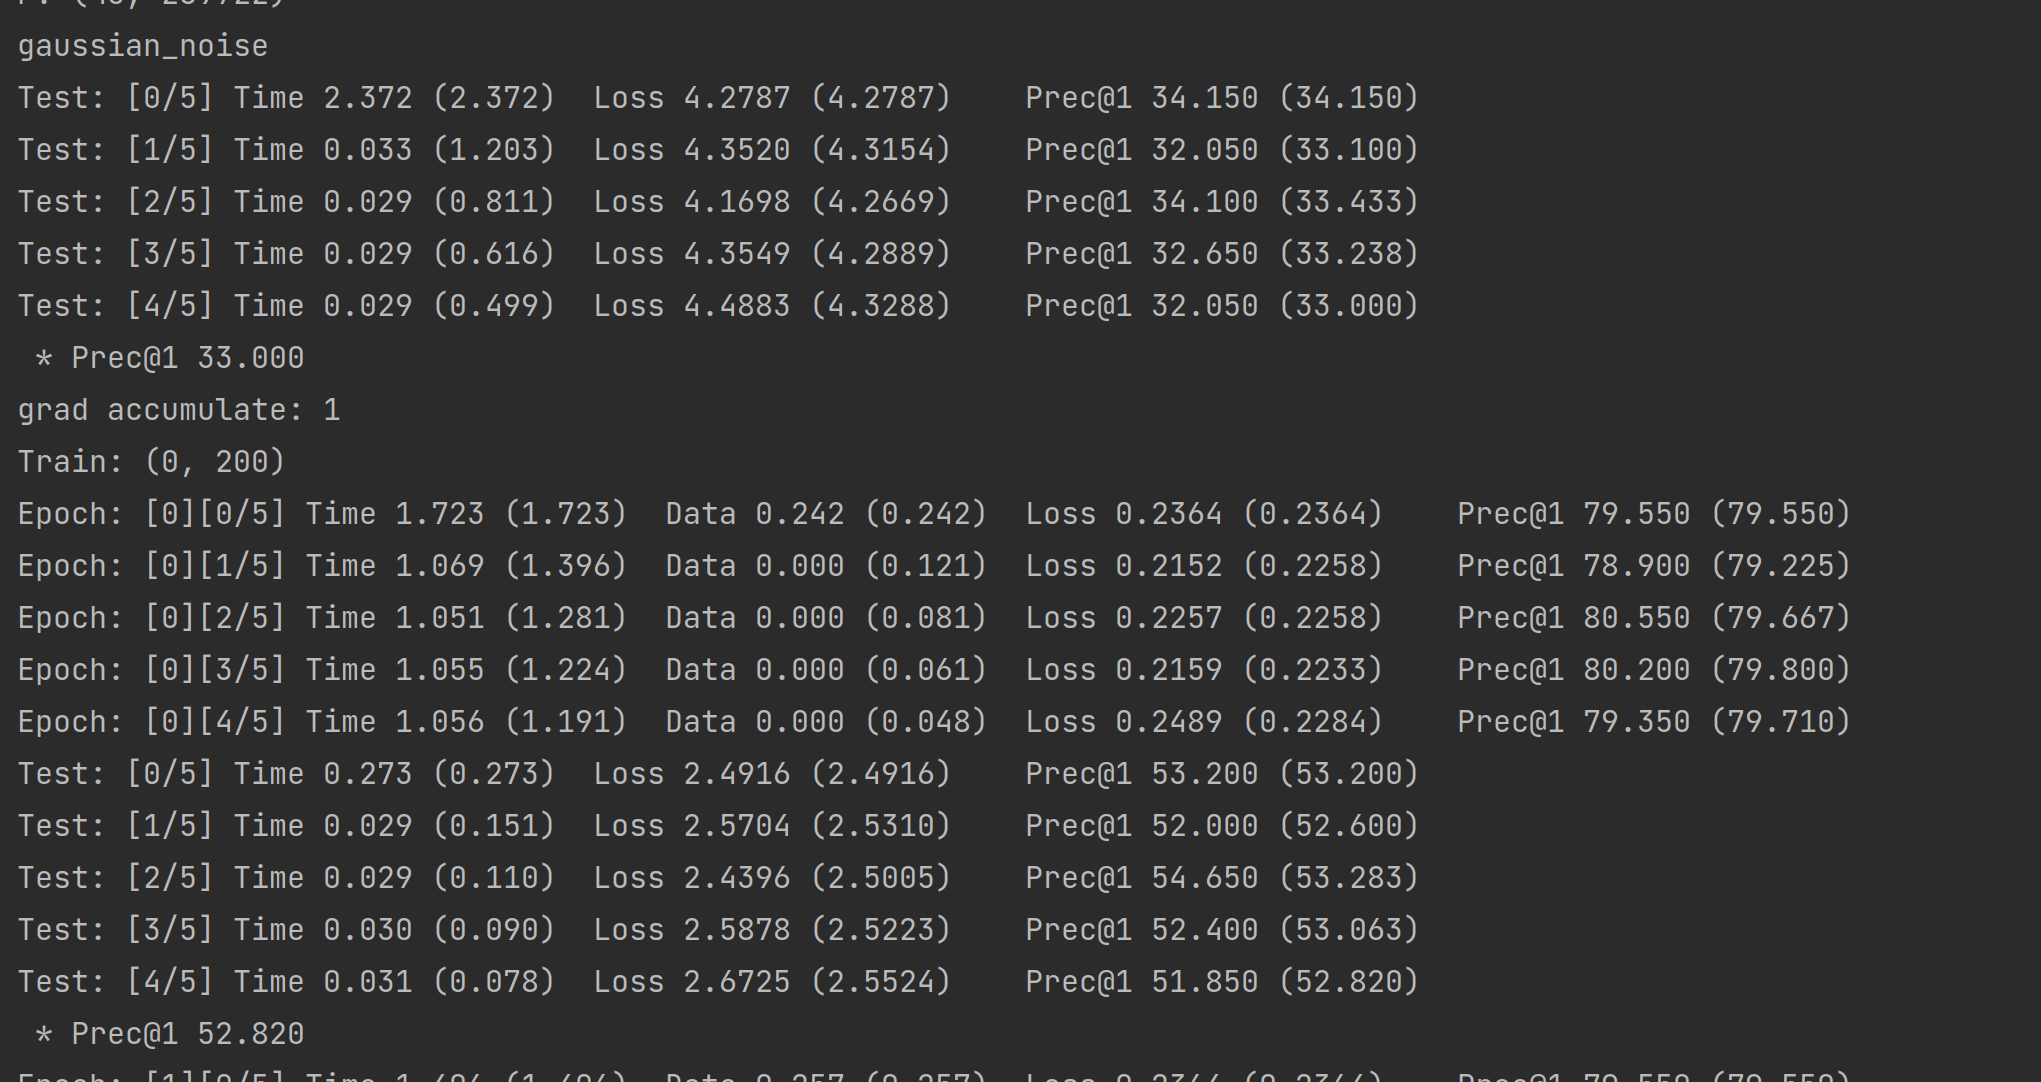 gaussian_noise
Test: [0/5] Time 2.372 (2.372) Loss 4.2787 (4.2787) Prec@1 34.150 (34.150)
Test: [1/5] Time 0.033 (1.203) Loss 4.3520 (4.3154) Prec@1 32.050 (33.100)
Test: [2/5] Time 0.029 (0.811) Loss 4.1698 (4.2669) Prec@1 34.100 (33.433)
Test: [3/5] Time 0.029 (0.616) Loss 4.3549 (4.2889) Prec@1 32.650 (33.238)
Test: [4/5] Time 0.029 (0.499) Loss 4.4883 (4.3288) Prec@1 32.050 (33.000)
* Prec@1 33.000
grad accumulate: 1
Train: (0, 200)
Epoch: [0][0/5] Time 1.723 (1.723) Data 0.242 (0.242) Loss 0.2364 (0.2364) Prec@1 79.550 (79.550)
Epoch: [0][1/5] Time 1.069 (1.396) Data 0.000 (0.121) Loss 0.2152 (0.2258) Prec@1 78.900 (79.225)
Epoch: [0][2/5] Time 1.051 (1.281) Data 0.000 (0.081) Loss 0.2257 (0.2258) Prec@1 80.550 (79.667)
Epoch: [0][3/5] Time 1.055 (1.224) Data 0.000 (0.061) Loss 0.2159 (0.2233) Prec@1 80.200 (79.800)
Epoch: [0][4/5] Time 1.056 (1.191) Data 0.000 (0.048) Loss 0.2489 (0.2284) Prec@1 79.350 (79.710)
Test: [0/5] Time 0.273 (0.273) Loss 2.4916 (2.4916) Prec@1 53.200 (53.200)
Test: [1/5] Time 0.029 (0.151) Loss 2.5704 (2.5310) Prec@1 52.000 (52.600)
Test: [2/5] Time 0.029 (0.110) Loss 2.4396 (2.5005) Prec@1 54.650 (53.283)
Test: [3/5] Time 0.030 (0.090) Loss 2.5878 (2.5223) Prec@1 52.400 (53.063)
Test: [4/5] Time 0.031 (0.078) Loss 2.6725 (2.5524) Prec@1 51.850 (52.820)
* Prec@1 52.820